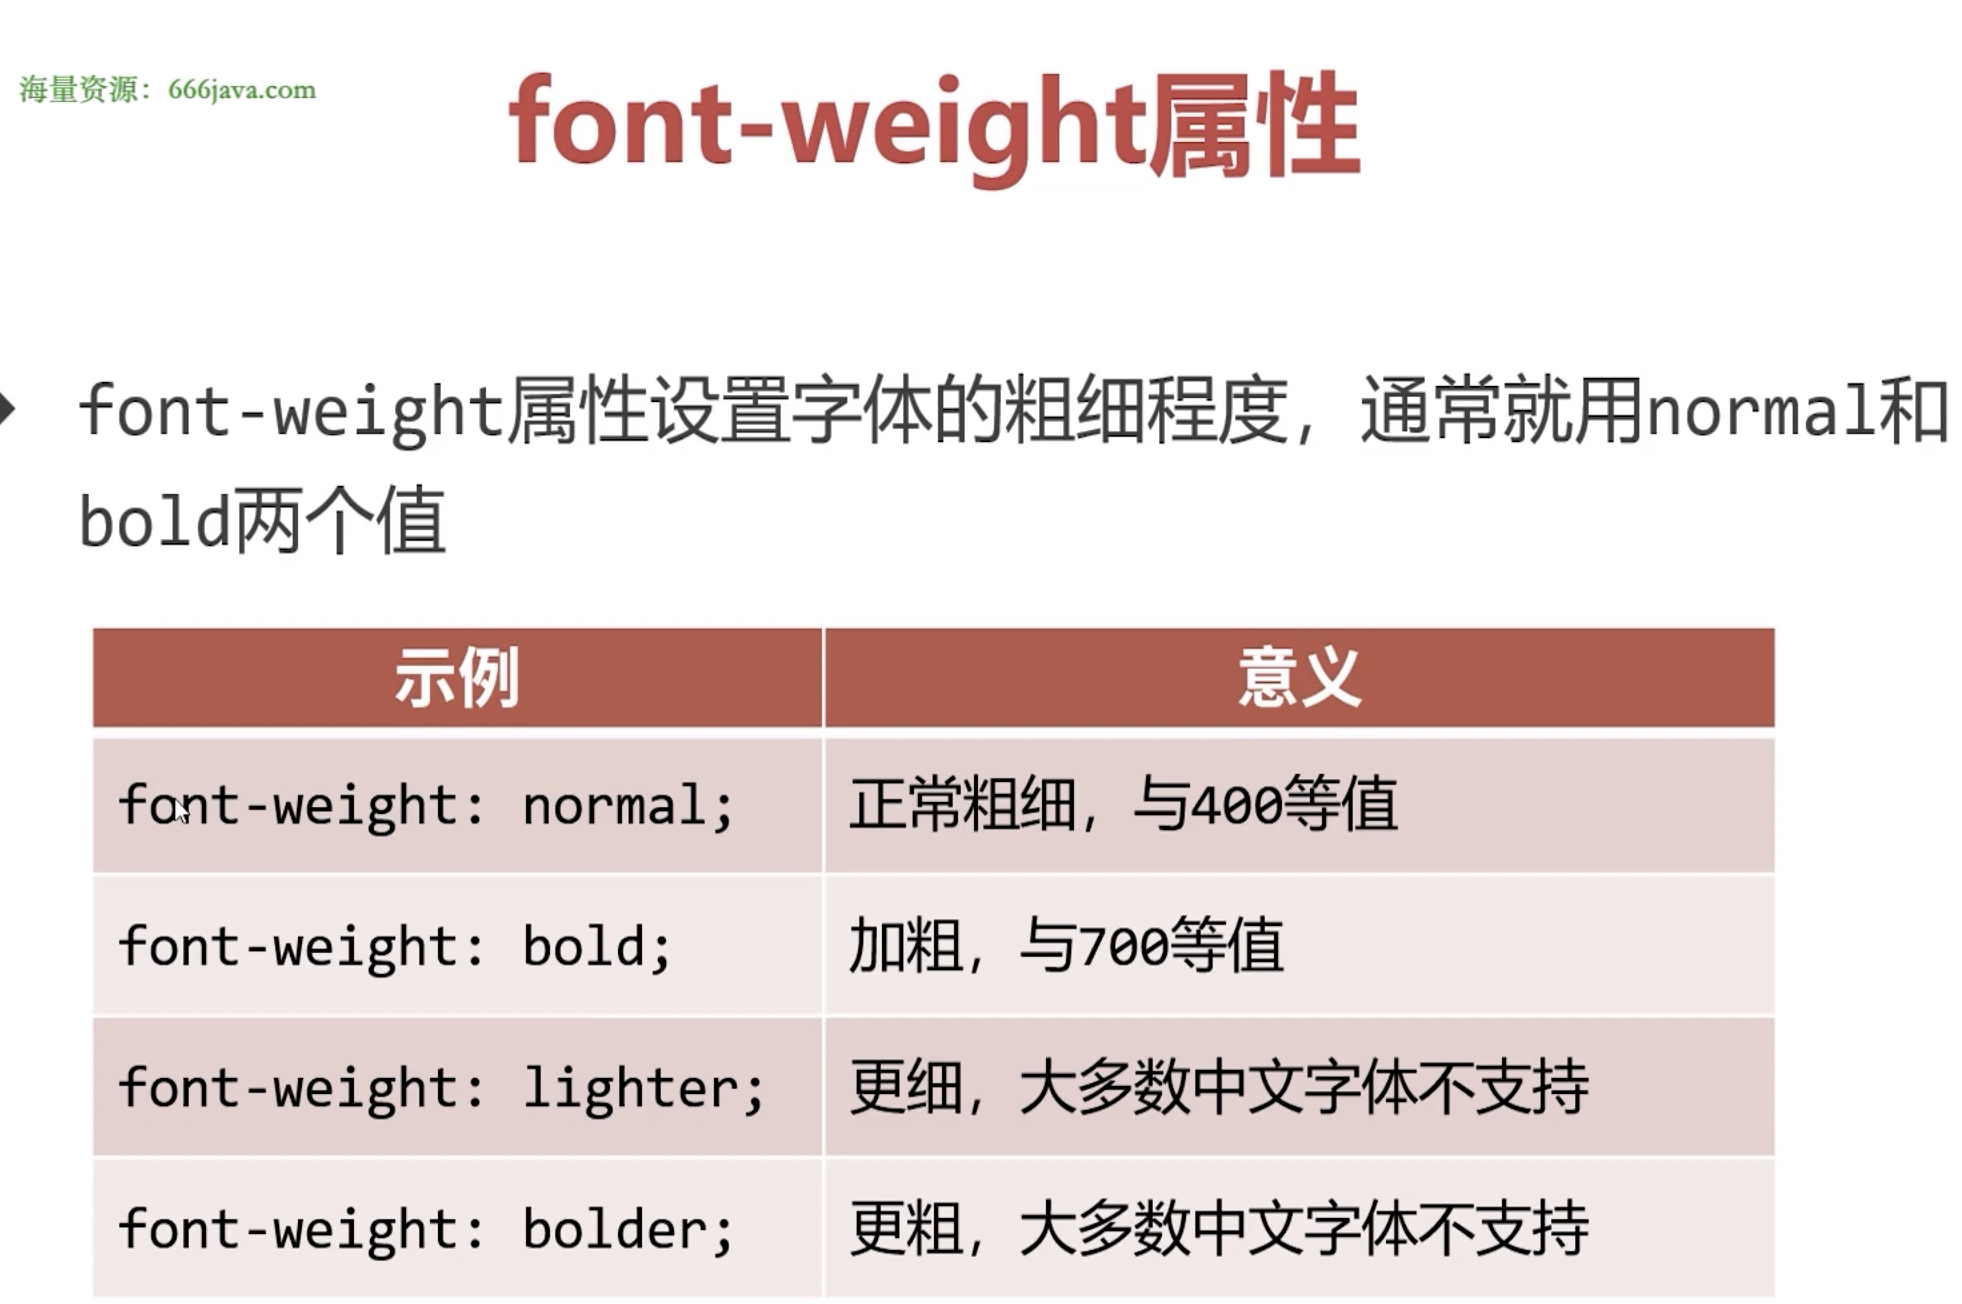 海量资源：666java.com
font-weight属性
font-weight属性设置字体的粗细程度，通常就用normal和
bold两个值
示例 意义
font-weight: normal; 正常粗细，与400等值
font-weight: bold; 加粗，与700等值
font-weight: lighter; 更细，大多数中文字体不支持
font-weight: bolder; 更粗，大多数中文字体不支持